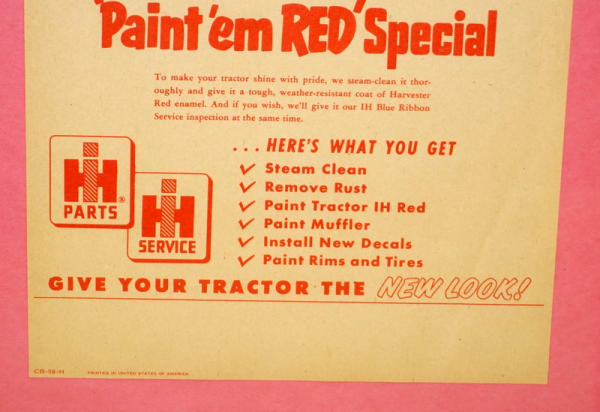 'Paint 'em RED' Special
To make your tractor shine with pride, we steam-clean it thor-
oughly and give it a tough, weather-resistant coat of Harvester
Red enamel. And if you wish, we'll give it our IH Blue Ribbon
Service inspection at the same time.
... HERE'S WHAT YOU GET
✓ Steam Clean
✓ Remove Rust
✓ Paint Tractor IH Red
✓ Paint Muffler
✓ Install New Decals
✓ Paint Rims and Tires
IH
PARTS ®
IH
SERVICE
GIVE YOUR TRACTOR THE NEW LOOK!
PRINTED IN UNITED STATES OF AMERICA